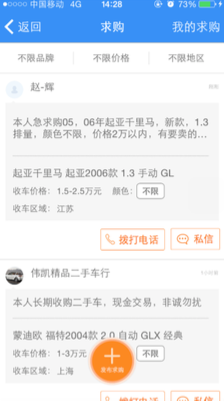 中国移动 4G 14:28 73%
返回 求购 我的求购
不限品牌 不限价格 不限地区
赵-辉
本人急求购05，06年起亚千里马，新款，1.3
排量，颜色不限，价格2万以内，有要卖的...
起亚千里马 起亚2006款 1.3 手动 GL
收车价格： 1.5-2.5万元 颜色： 不限
收车区域： 江苏
拨打电话 私信
伟凯精品二手车行
本人长期收购二手车，现金交易，非诚勿扰
蒙迪欧 福特2004款 2.0 自动 GLX 经典
收车价格： 1-3万元 不限
收车区域： 上海
发布求购
拨打电话 私信